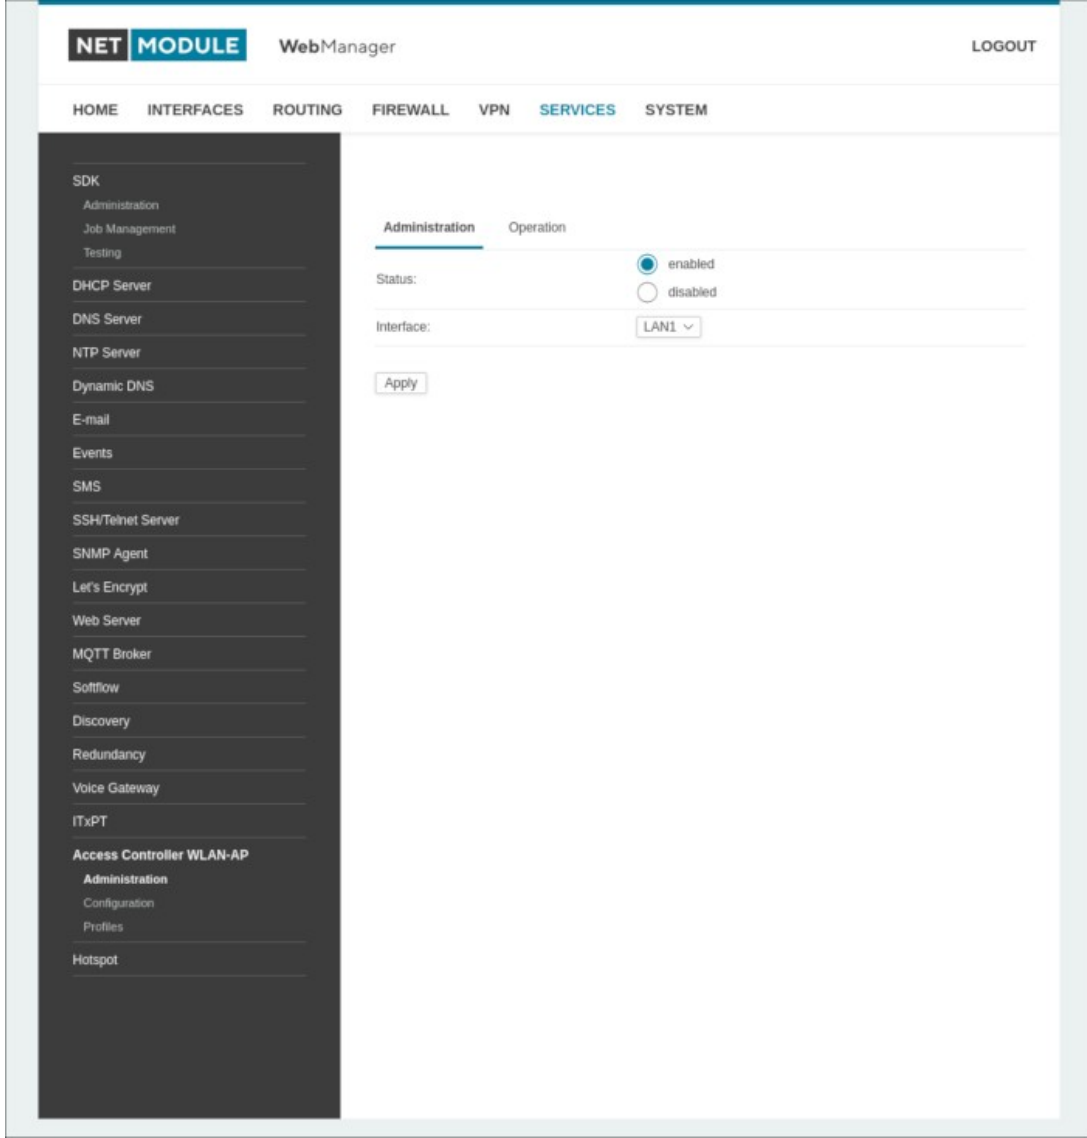 NET MODULE WebManager LOGOUT
HOME INTERFACES ROUTING FIREWALL VPN SERVICES SYSTEM
SDK
Administration
Job Management
Testing
DHCP Server
DNS Server
NTP Server
Dynamic DNS
E-mail
Events
SMS
SSH/Telnet Server
SNMP Agent
Let's Encrypt
Web Server
MQTT Broker
Softflow
Discovery
Redundancy
Voice Gateway
ITxPT
Access Controller WLAN-AP
Administration
Configuration
Profiles
Hotspot
Administration Operation
Status: enabled
disabled
Interface: LAN1
Apply